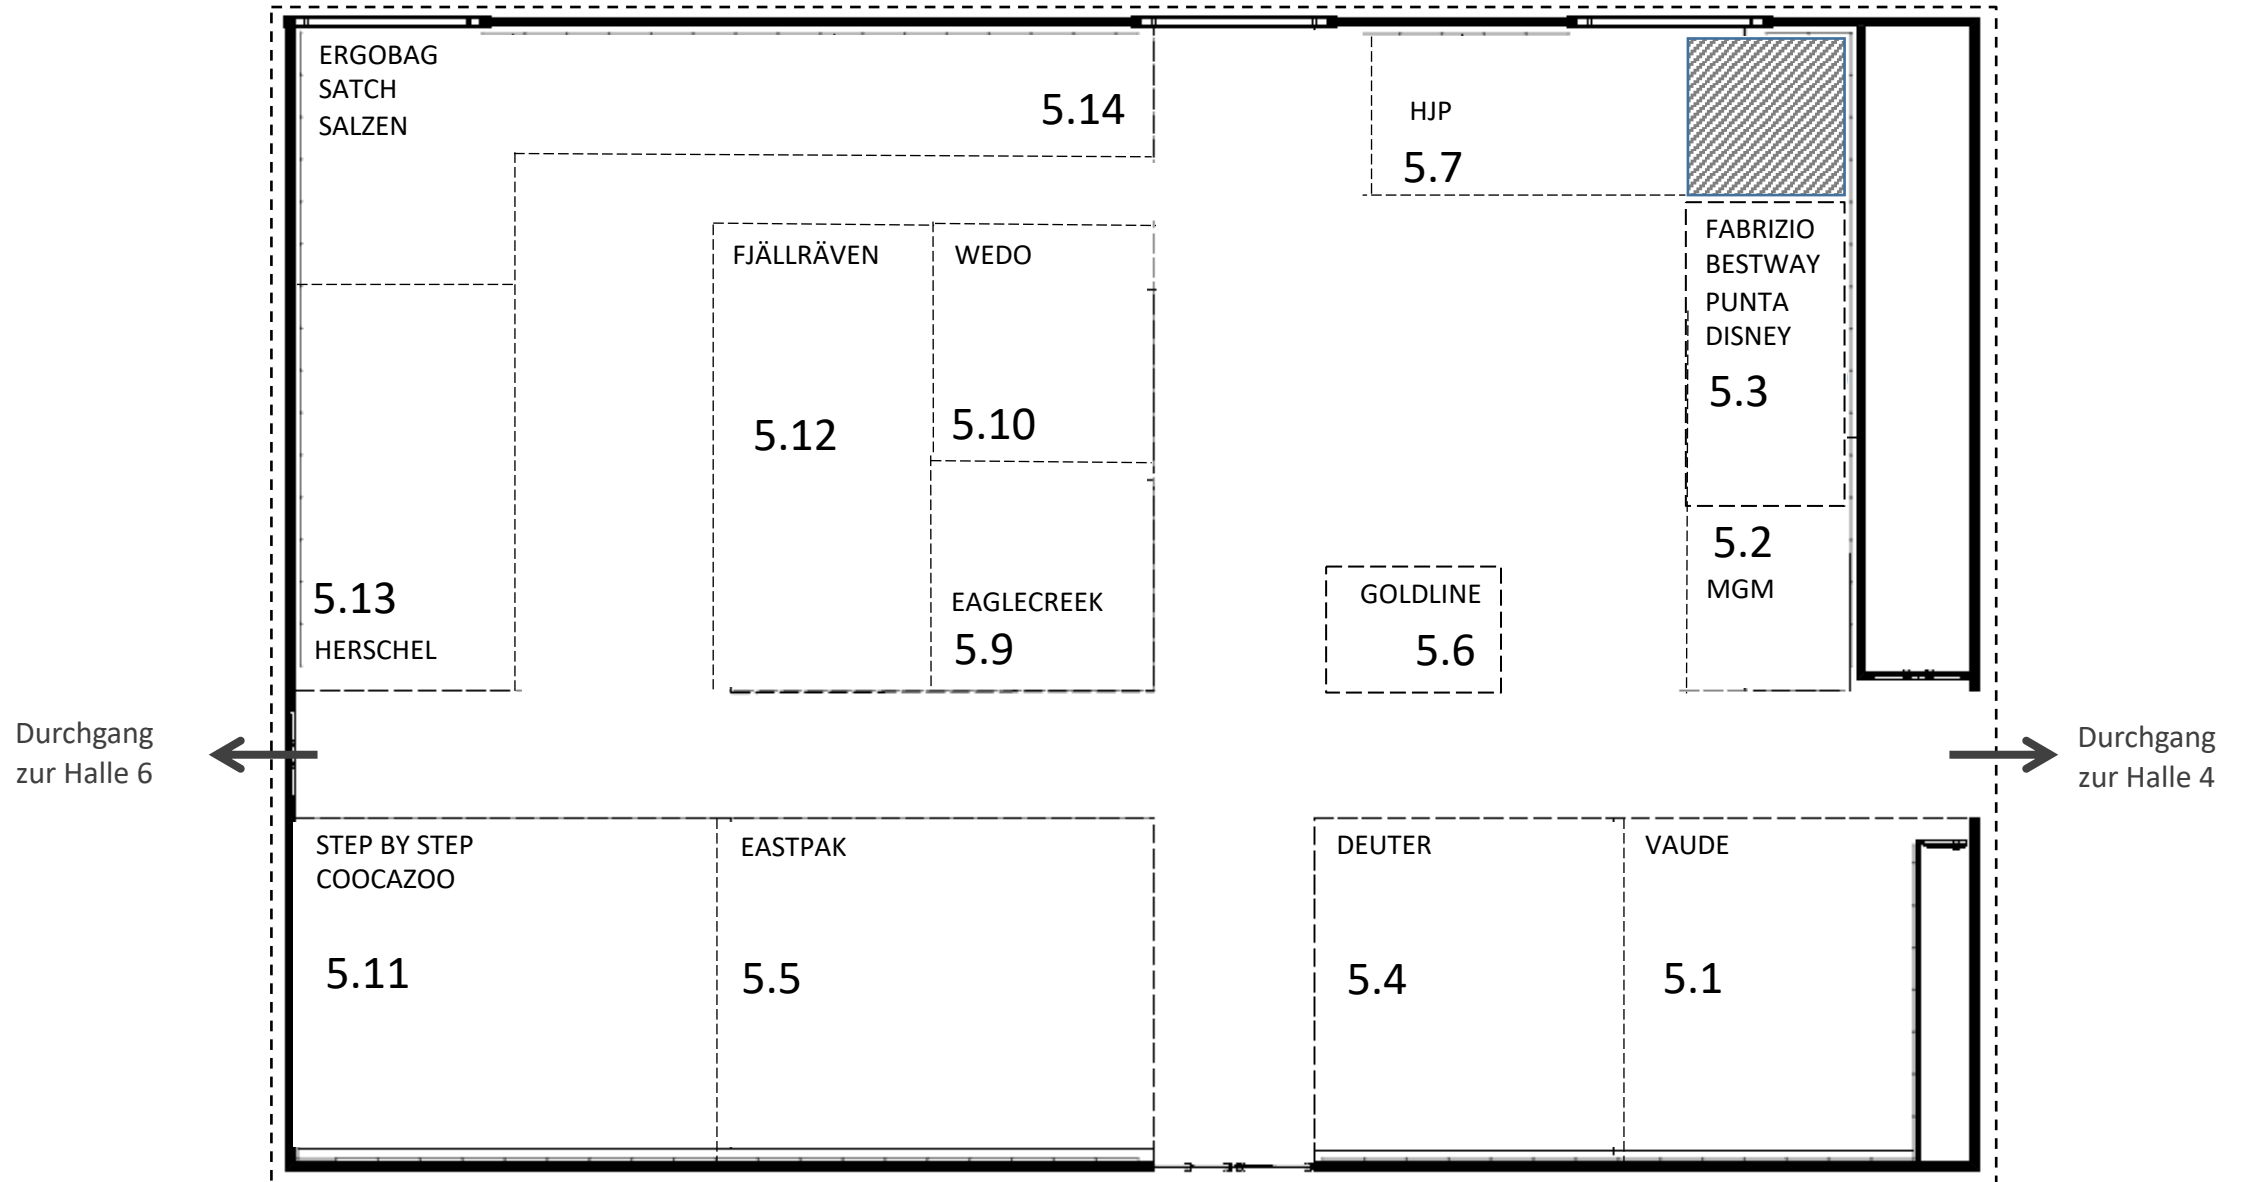 ERGOBAG
SATCH
SALZEN
5.14
HJP
5.7
FJÄLLRÄVEN
5.12
WEDO
5.10
FABRIZIO
BESTWAY
PUNTA
DISNEY
5.3
5.2
MGM
5.13
HERSCHEL
EAGLECREEK
5.9
GOLDLINE
5.6
Durchgang
zur Halle 6
Durchgang
zur Halle 4
STEP BY STEP
COOCAZOO
5.11
EASTPAK
5.5
DEUTER
5.4
VAUDE
5.1